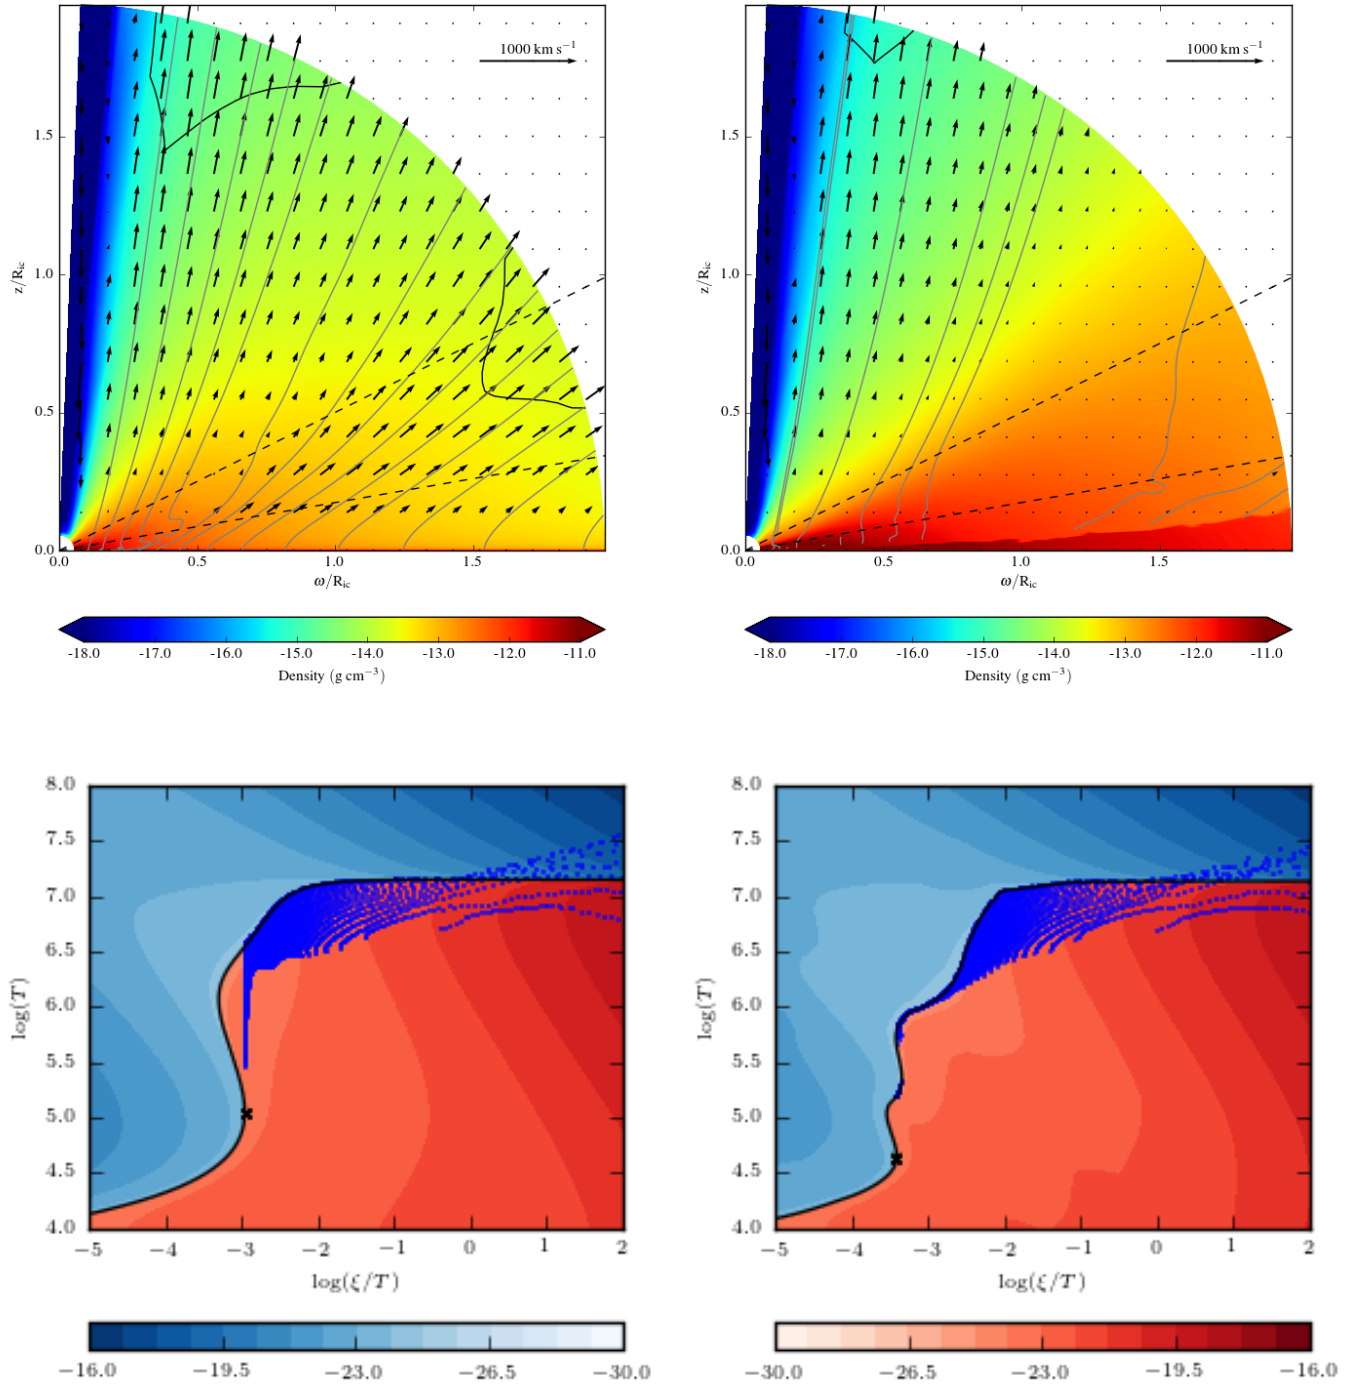 1000 km s⁻¹
z/R_ic
1.5
1.0
0.5
0.0
0.0 0.5 1.0 1.5
ω/R_ic
-18.0 -17.0 -16.0 -15.0 -14.0 -13.0 -12.0 -11.0
Density (g cm⁻³)
1000 km s⁻¹
z/R_ic
1.5
1.0
0.5
0.0
0.0 0.5 1.0 1.5
ω/R_ic
-18.0 -17.0 -16.0 -15.0 -14.0 -13.0 -12.0 -11.0
Density (g cm⁻³)
log(T)
8.0
7.5
7.0
6.5
6.0
5.5
5.0
4.5
4.0
−5 −4 −3 −2 −1 0 1 2
log(ξ/T)
−16.0 −19.5 −23.0 −26.5 −30.0
log(T)
8.0
7.5
7.0
6.5
6.0
5.5
5.0
4.5
4.0
−5 −4 −3 −2 −1 0 1 2
log(ξ/T)
−30.0 −26.5 −23.0 −19.5 −16.0